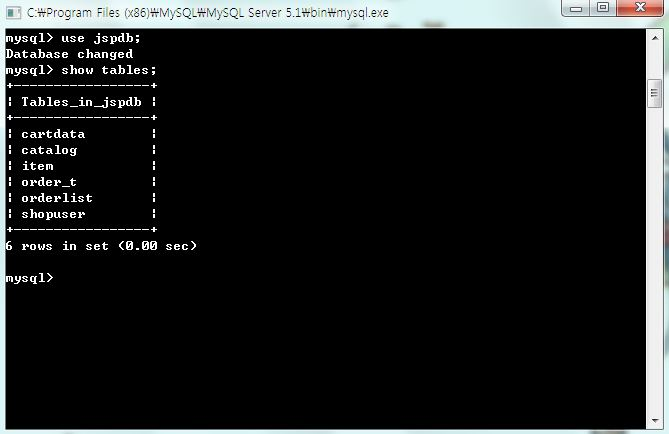 C:₩Program Files (x86)₩MySQL₩MySQL Server 5.1₩bin₩mysql.exe
mysql> use jspdb;
Database changed
mysql> show tables;
+-----------------+
| Tables_in_jspdb |
+-----------------+
| cartdata        |
| catalog         |
| item            |
| order_t         |
| orderlist       |
| shopuser        |
+-----------------+
6 rows in set (0.00 sec)
mysql>